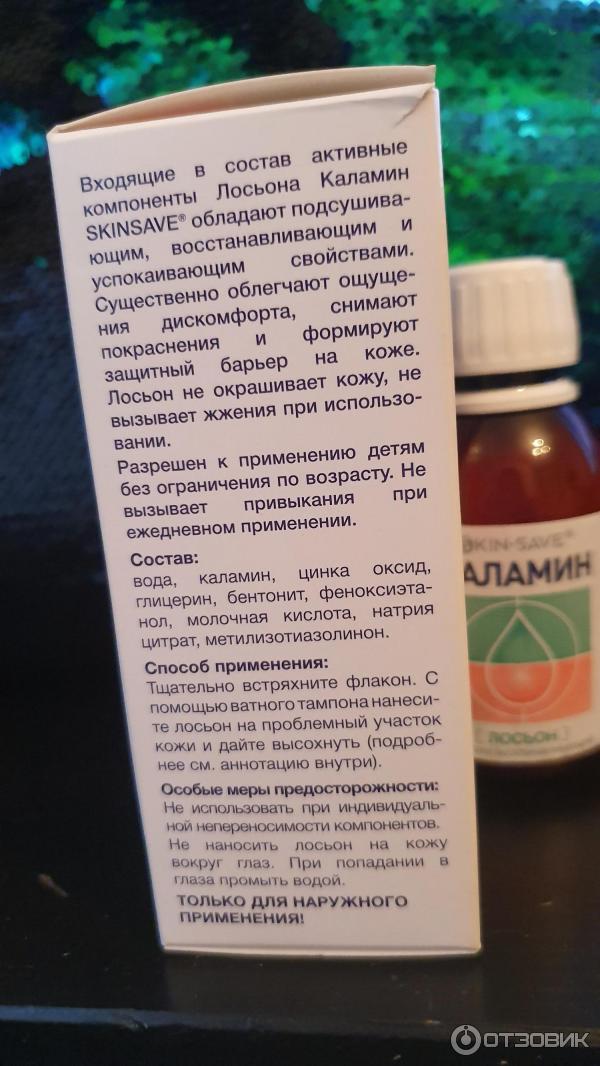 Входящие в состав активные
компоненты Лосьона Каламин
SKINSAVE® обладают подсушива-
ющим, восстанавливающим и
успокаивающим свойствами.
Существенно облегчают ощуще-
ния дискомфорта, снимают
покраснения и формируют
защитный барьер на коже.
Лосьон не окрашивает кожу, не
вызывает жжения при использо-
вании.
Разрешен к применению детям
без ограничения по возрасту. Не
вызывает привыкания при
ежедневном применении.
Состав:
вода, каламин, цинка оксид,
глицерин, бентонит, феноксиэта-
нол, молочная кислота, натрия
цитрат, метилизотиазолинон.
Способ применения:
Тщательно встряхните флакон. С
помощью ватного тампона нанеси-
те лосьон на проблемный участок
кожи и дайте высохнуть (подроб-
нее см. аннотацию внутри).
Особые меры предосторожности:
Не использовать при индивидуаль-
ной непереносимости компонентов.
Не наносить лосьон на кожу
вокруг глаз. При попадании в
глаза промыть водой.
ТОЛЬКО ДЛЯ НАРУЖНОГО
ПРИМЕНЕНИЯ!
SKIN-SAVE®
АЛАМИН
ЛОСЬОН
ОТЗОВИК